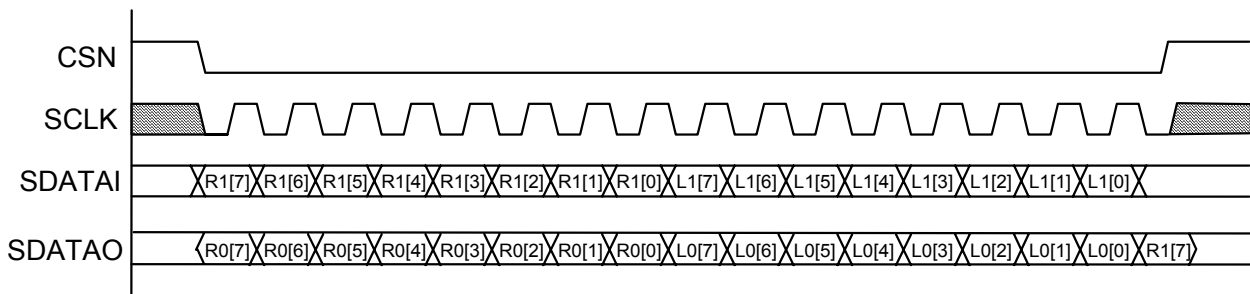 CSN
SCLK
SDATAI R1[7] R1[6] R1[5] R1[4] R1[3] R1[2] R1[1] R1[0] L1[7] L1[6] L1[5] L1[4] L1[3] L1[2] L1[1] L1[0]
SDATAO R0[7] R0[6] R0[5] R0[4] R0[3] R0[2] R0[1] R0[0] L0[7] L0[6] L0[5] L0[4] L0[3] L0[2] L0[1] L0[0] R1[7]